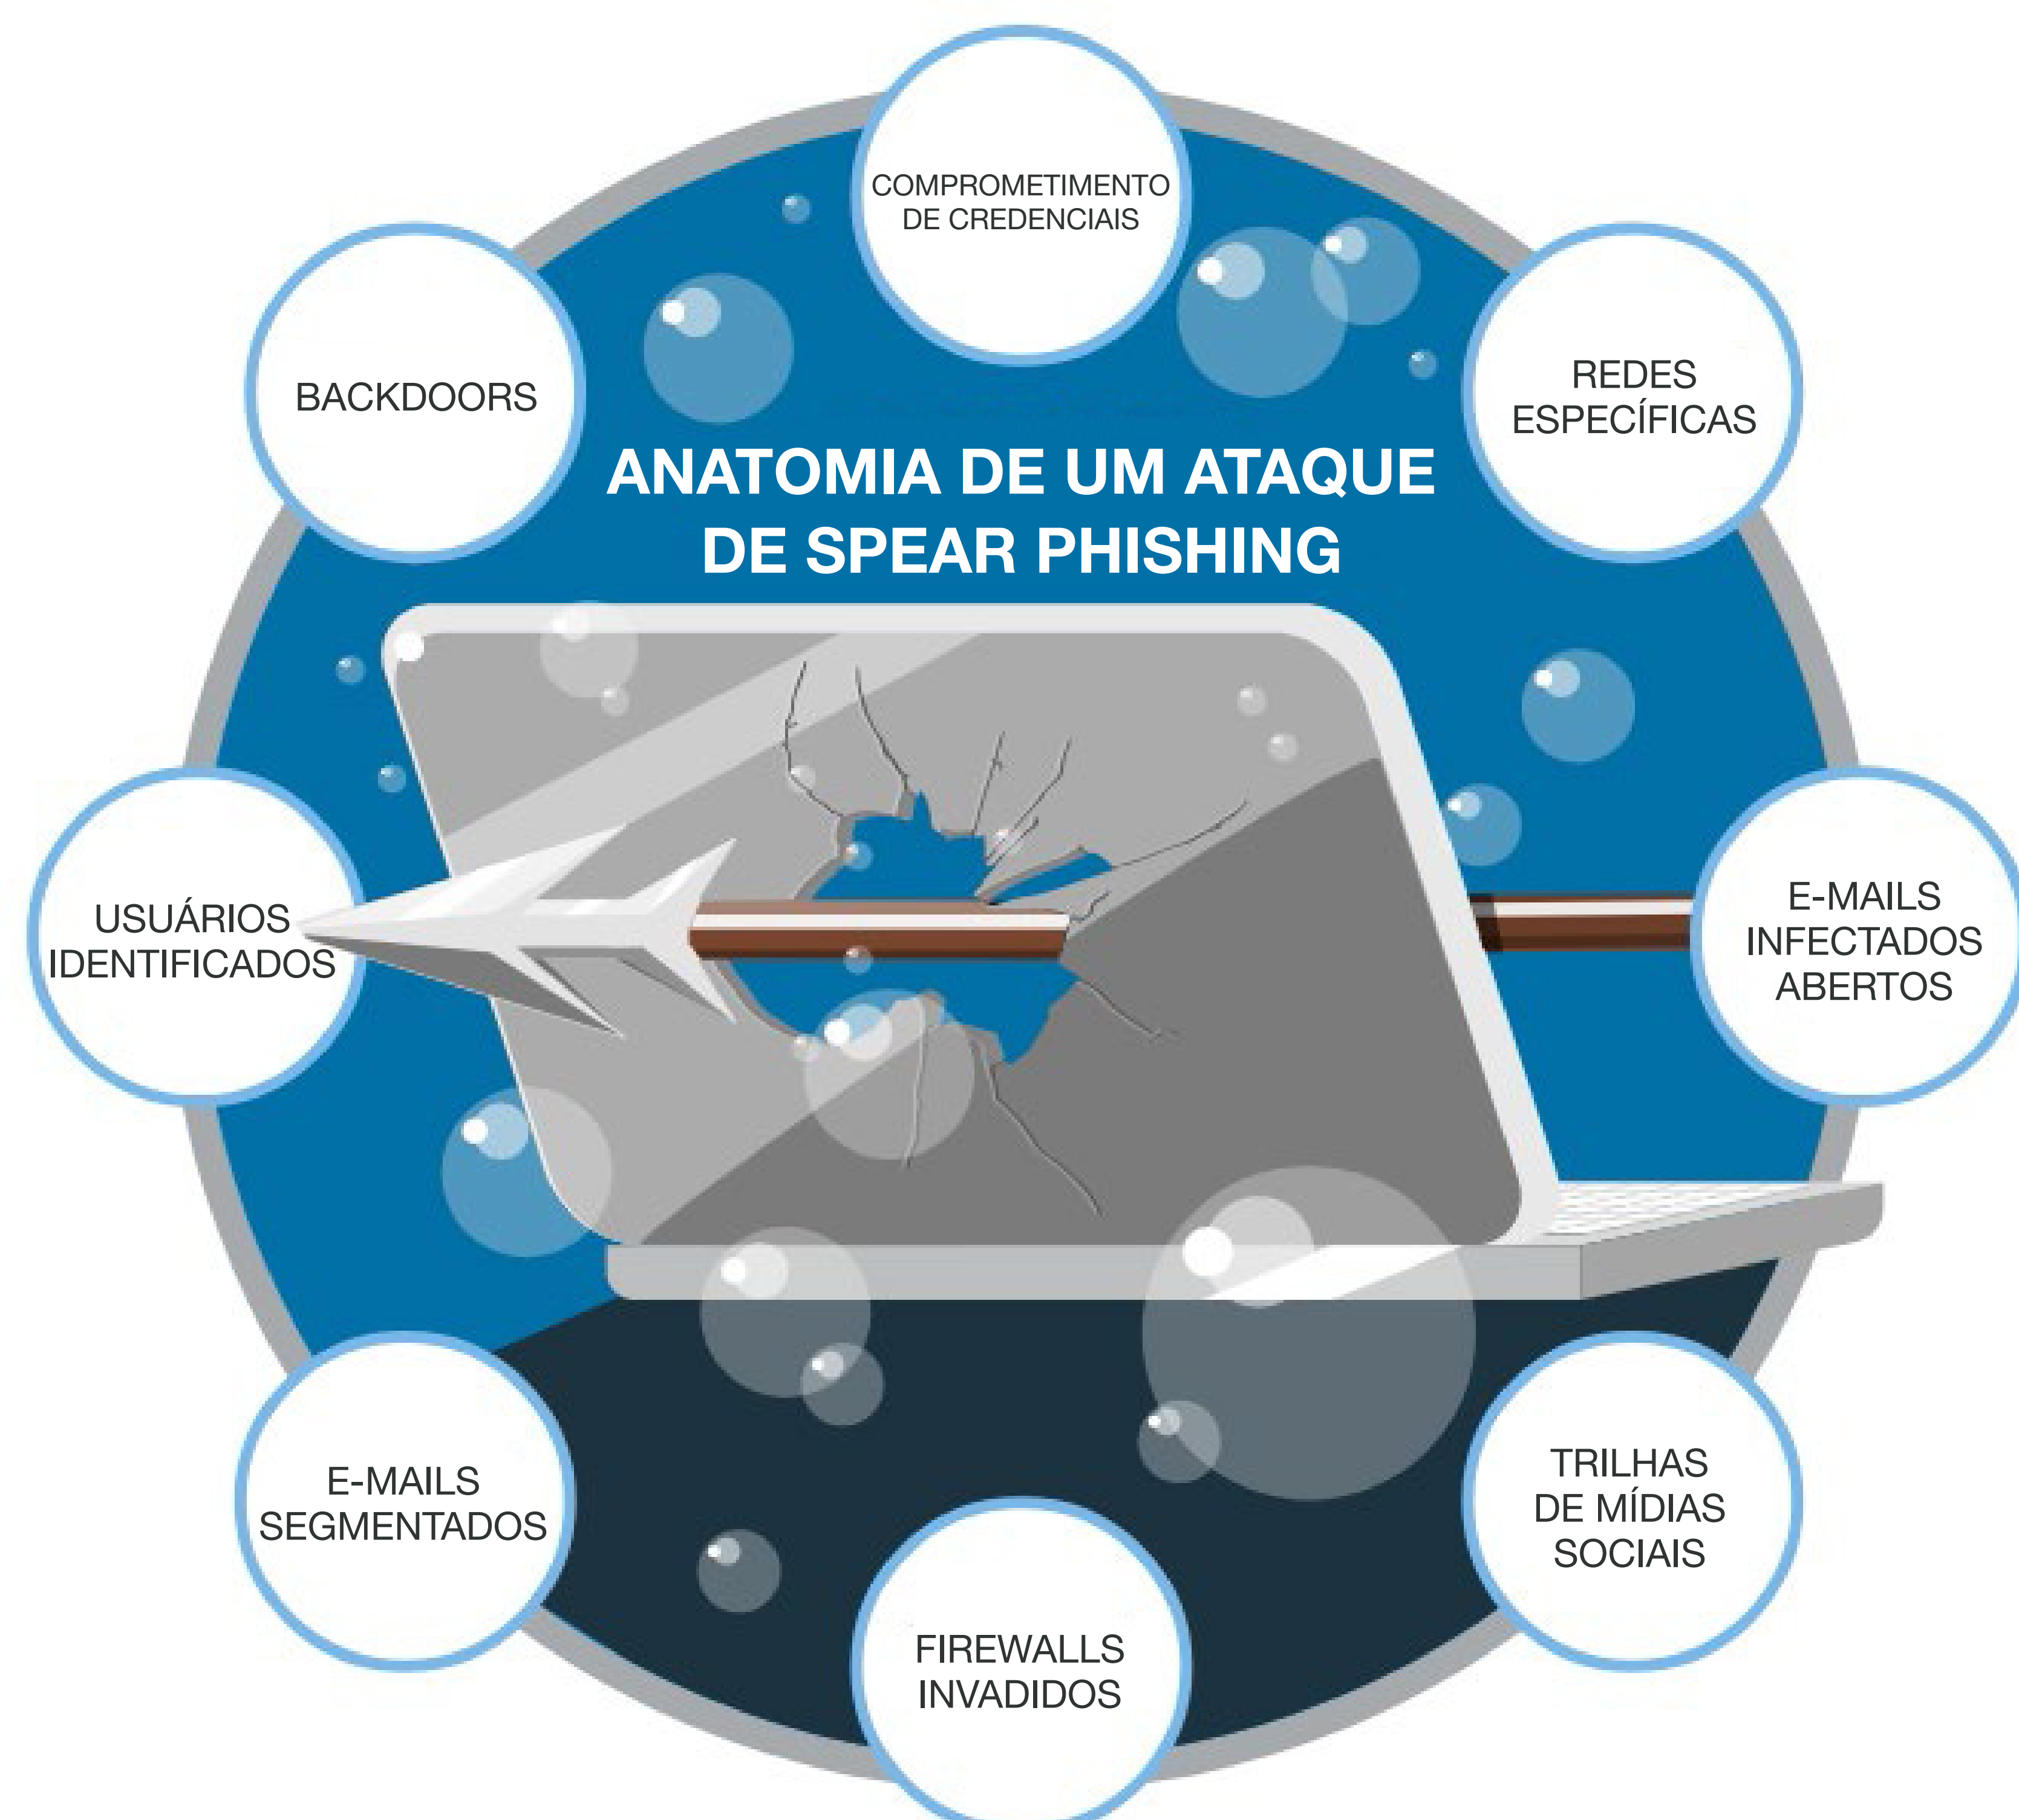 COMPROMETIMENTO
DE CREDENCIAIS
BACKDOORS
REDES
ESPECÍFICAS
ANATOMIA DE UM ATAQUE
DE SPEAR PHISHING
USUÁRIOS
IDENTIFICADOS
E-MAILS
INFECTADOS
ABERTOS
E-MAILS
SEGMENTADOS
TRILHAS
DE MÍDIAS
SOCIAIS
FIREWALLS
INVADIDOS